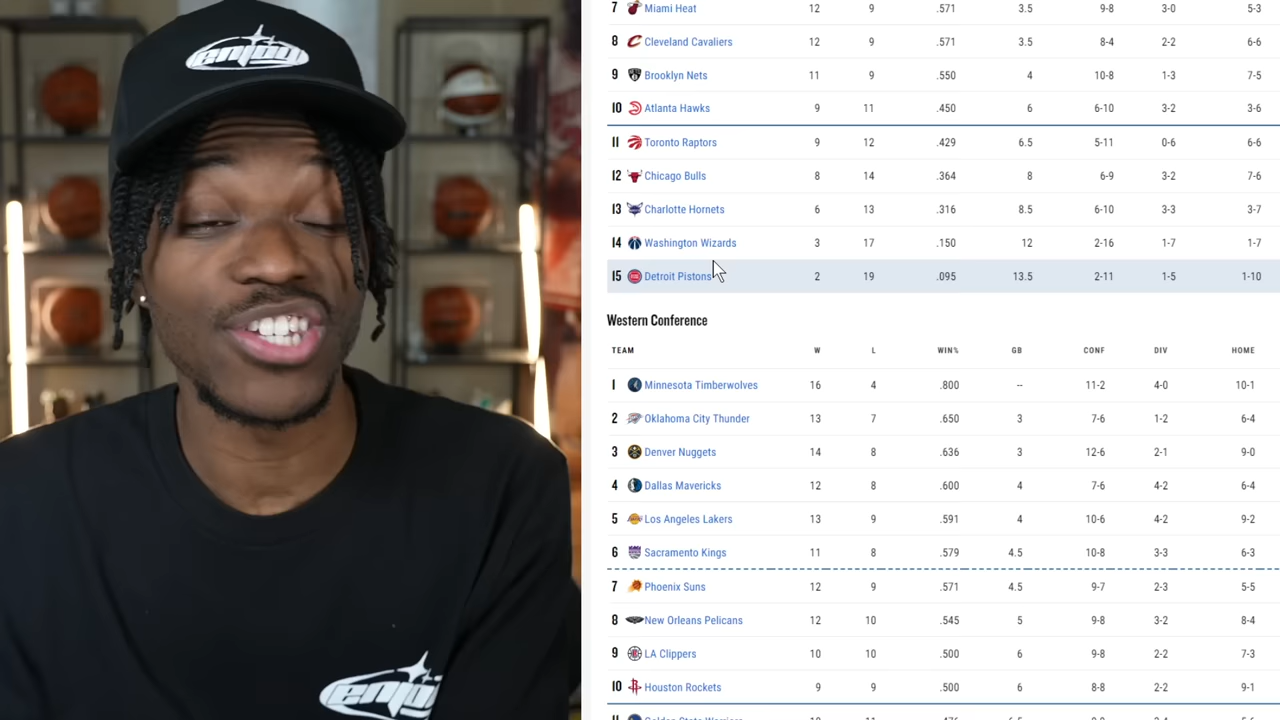 enjoy
enjoy
7 Miami Heat 12 9 .571 3.5 9-8 3-0 5-3
8 Cleveland Cavaliers 12 9 .571 3.5 8-4 2-2 6-6
9 Brooklyn Nets 11 9 .550 4 10-8 1-3 7-5
10 Atlanta Hawks 9 11 .450 6 6-10 3-2 3-6
11 Toronto Raptors 9 12 .429 6.5 5-11 0-6 6-6
12 Chicago Bulls 8 14 .364 8 6-9 3-2 7-6
13 Charlotte Hornets 6 13 .316 8.5 6-10 3-3 3-7
14 Washington Wizards 3 17 .150 12 2-16 1-7 1-7
15 Detroit Pistons 2 19 .095 13.5 2-11 1-5 1-10
Western Conference
TEAM W L WIN% GB CONF DIV HOME
1 Minnesota Timberwolves 16 4 .800 -- 11-2 4-0 10-1
2 Oklahoma City Thunder 13 7 .650 3 7-6 1-2 6-4
3 Denver Nuggets 14 8 .636 3 12-6 2-1 9-0
4 Dallas Mavericks 12 8 .600 4 7-6 4-2 6-4
5 Los Angeles Lakers 13 9 .591 4 10-6 4-2 9-2
6 Sacramento Kings 11 8 .579 4.5 10-8 3-3 6-3
7 Phoenix Suns 12 9 .571 4.5 9-7 2-3 5-5
8 New Orleans Pelicans 12 10 .545 5 9-8 3-2 8-4
9 LA Clippers 10 10 .500 6 9-8 2-2 7-3
10 Houston Rockets 9 9 .500 6 8-8 2-2 9-1